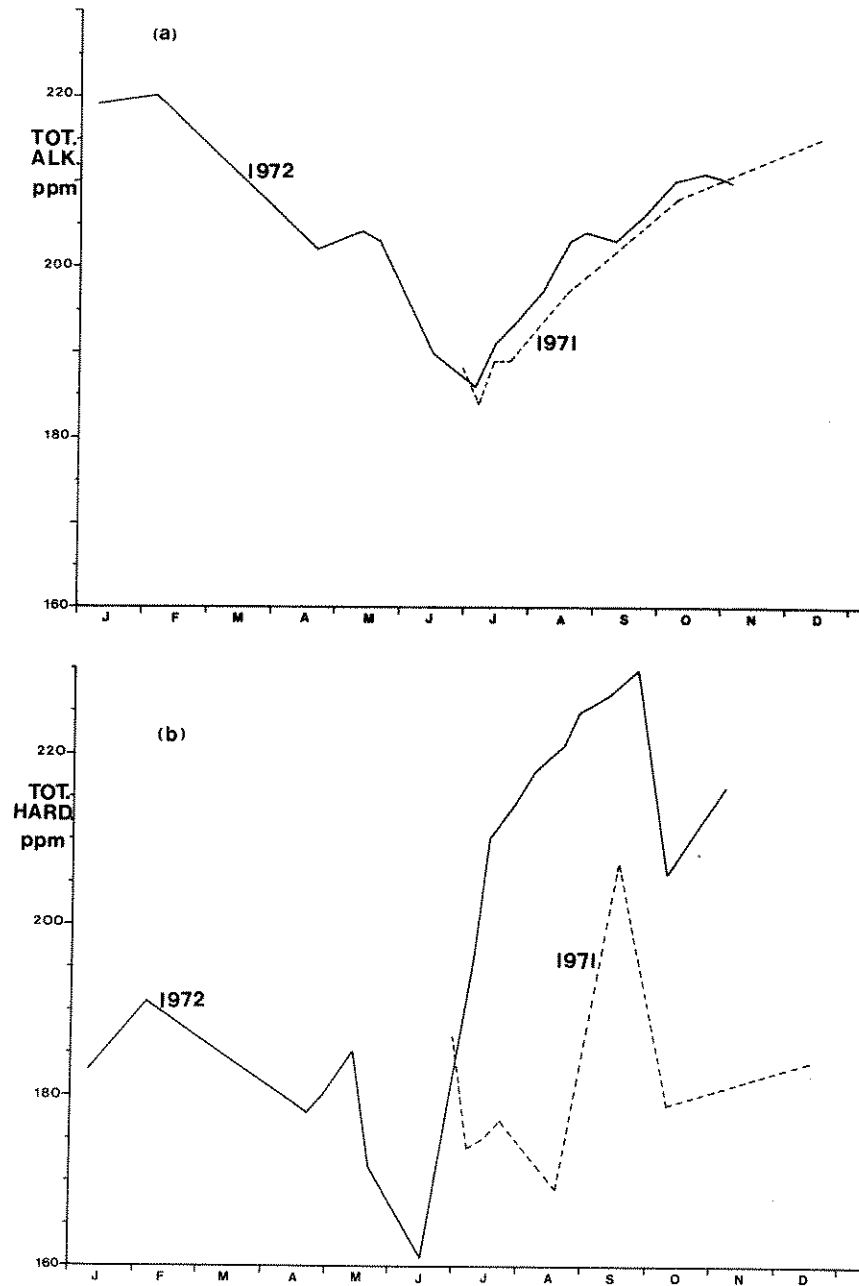 (a)
220
TOT.
ALK.
ppm
1972
200
1971
180
160
J F M A M J J A S O N D
(b)
220
TOT.
HARD
ppm
200
1971
1972
180
160
J F M A M J J A S O N D